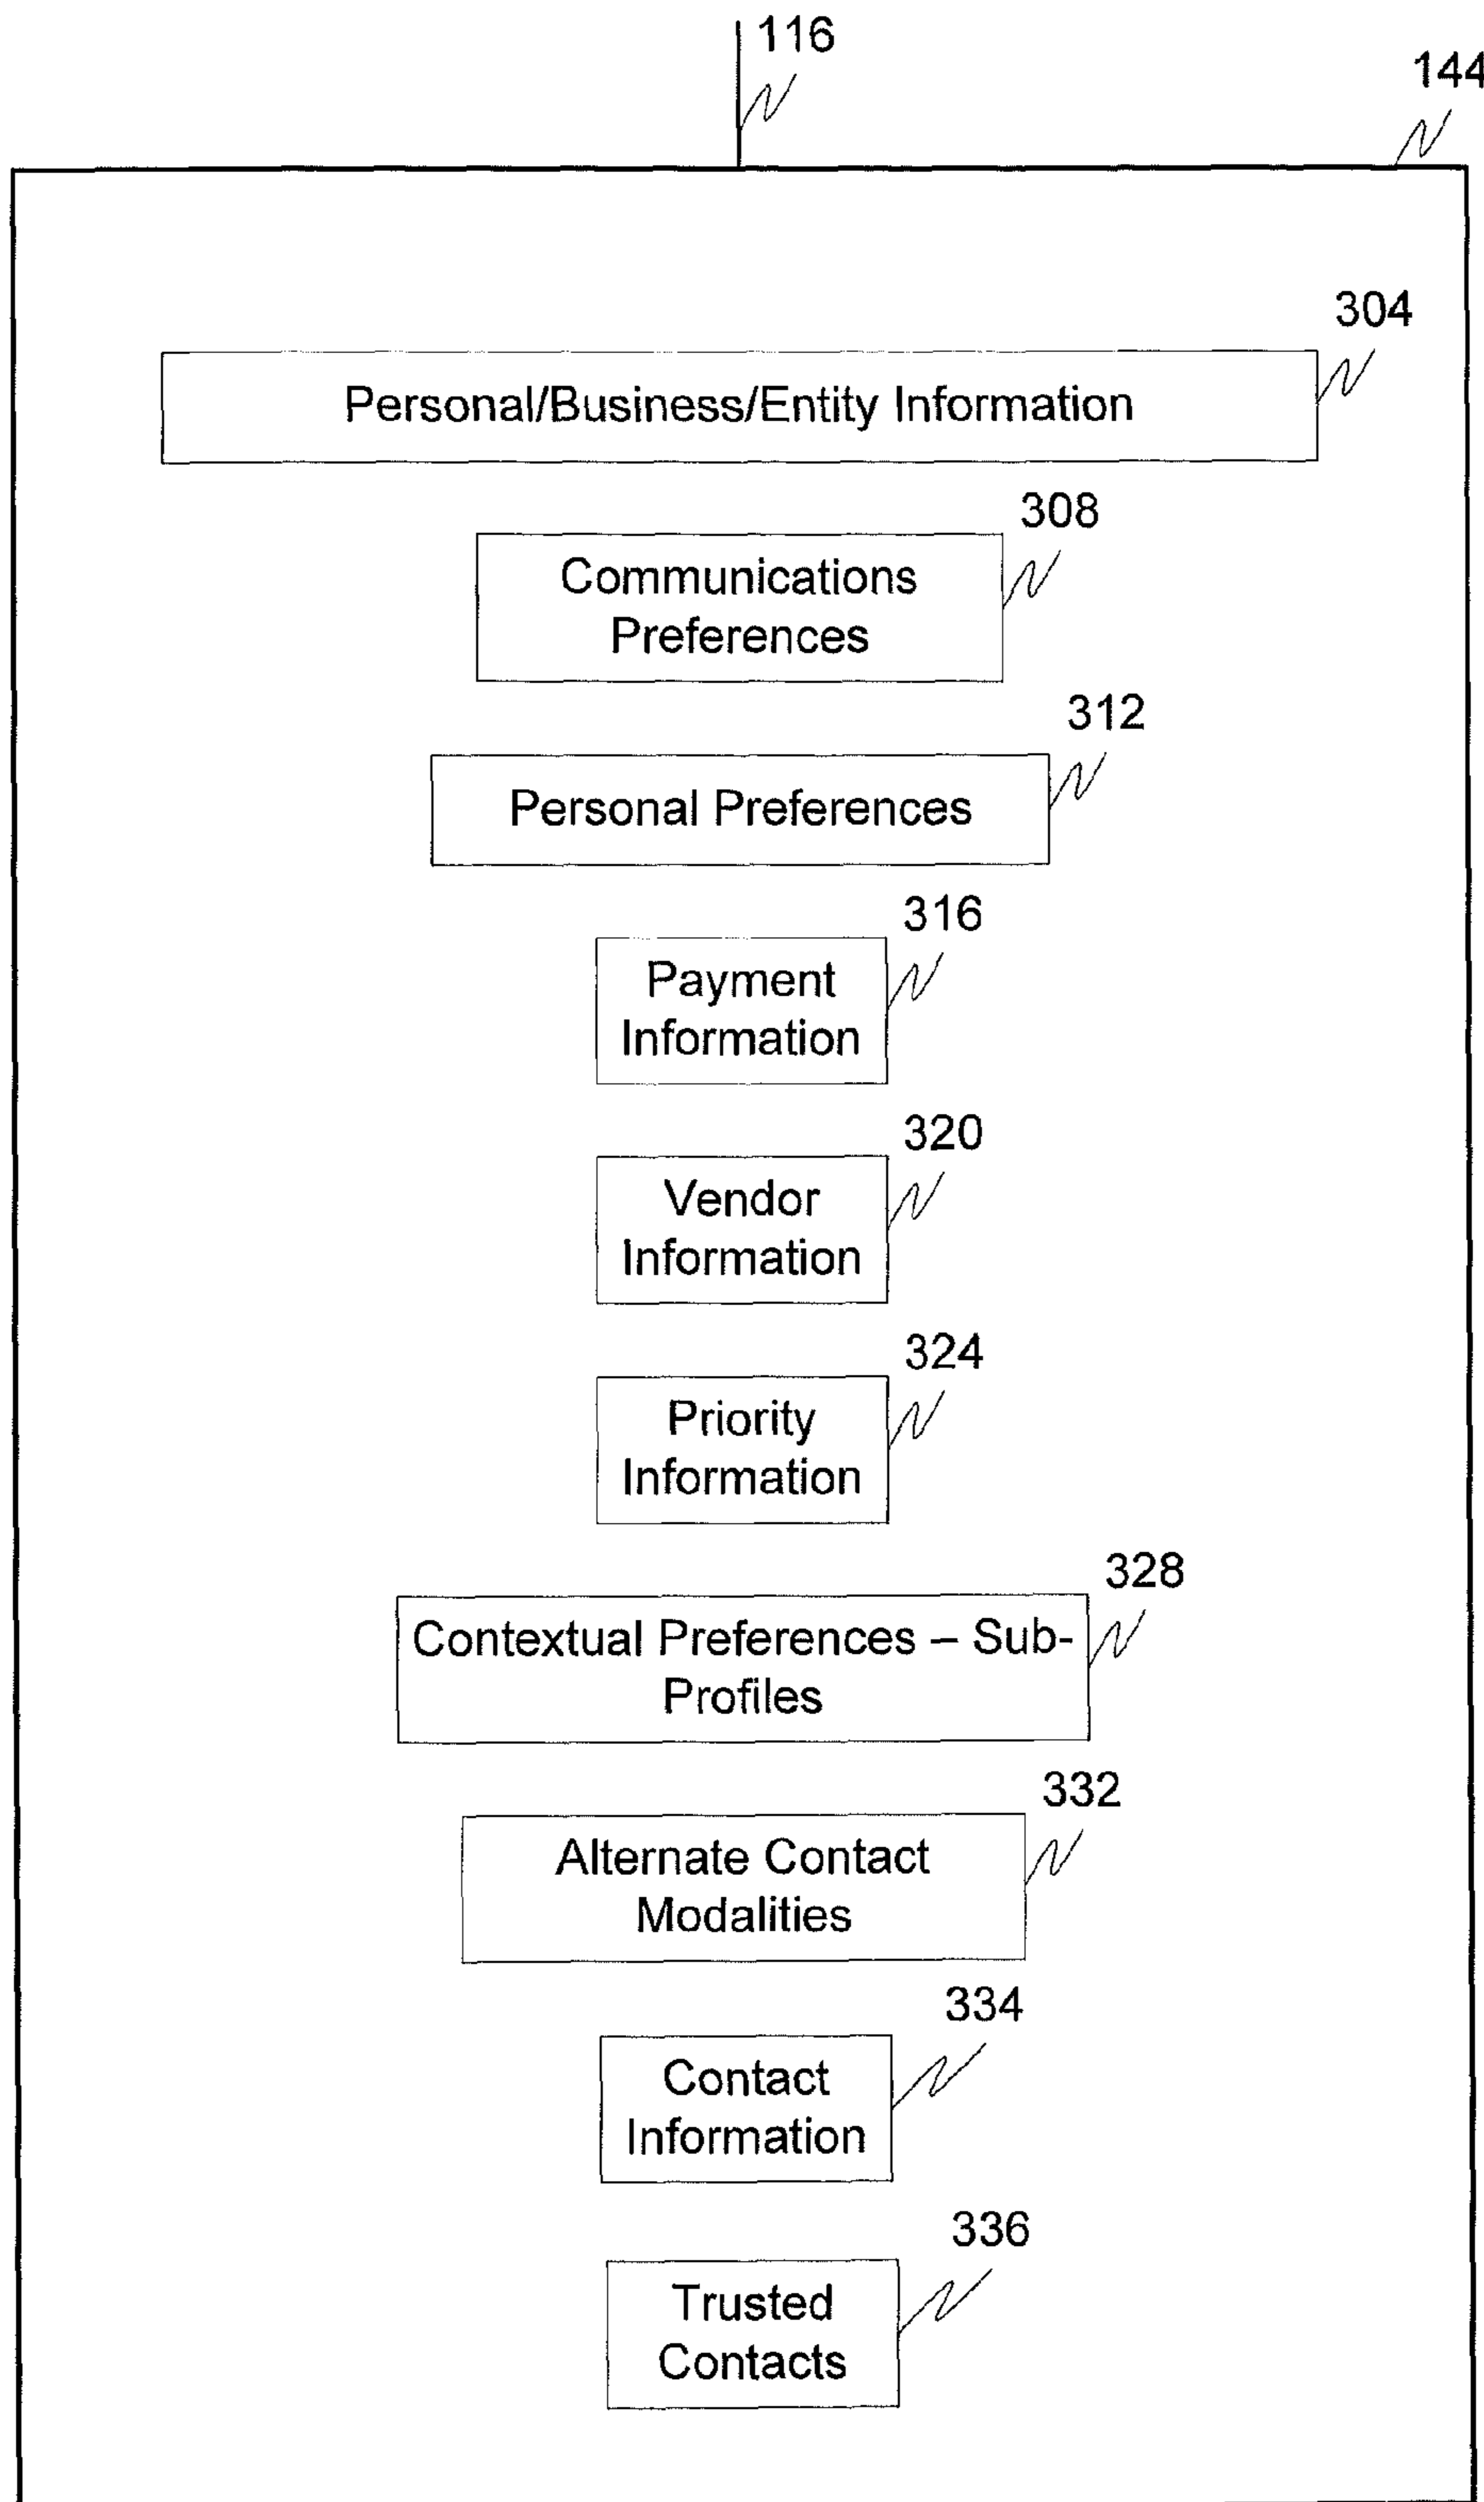 116
144
304
Personal/Business/Entity Information
308
Communications
Preferences
312
Personal Preferences
316
Payment
Information
320
Vendor
Information
324
Priority
Information
328
Contextual Preferences – Sub-
Profiles
332
Alternate Contact
Modalities
334
Contact
Information
336
Trusted
Contacts